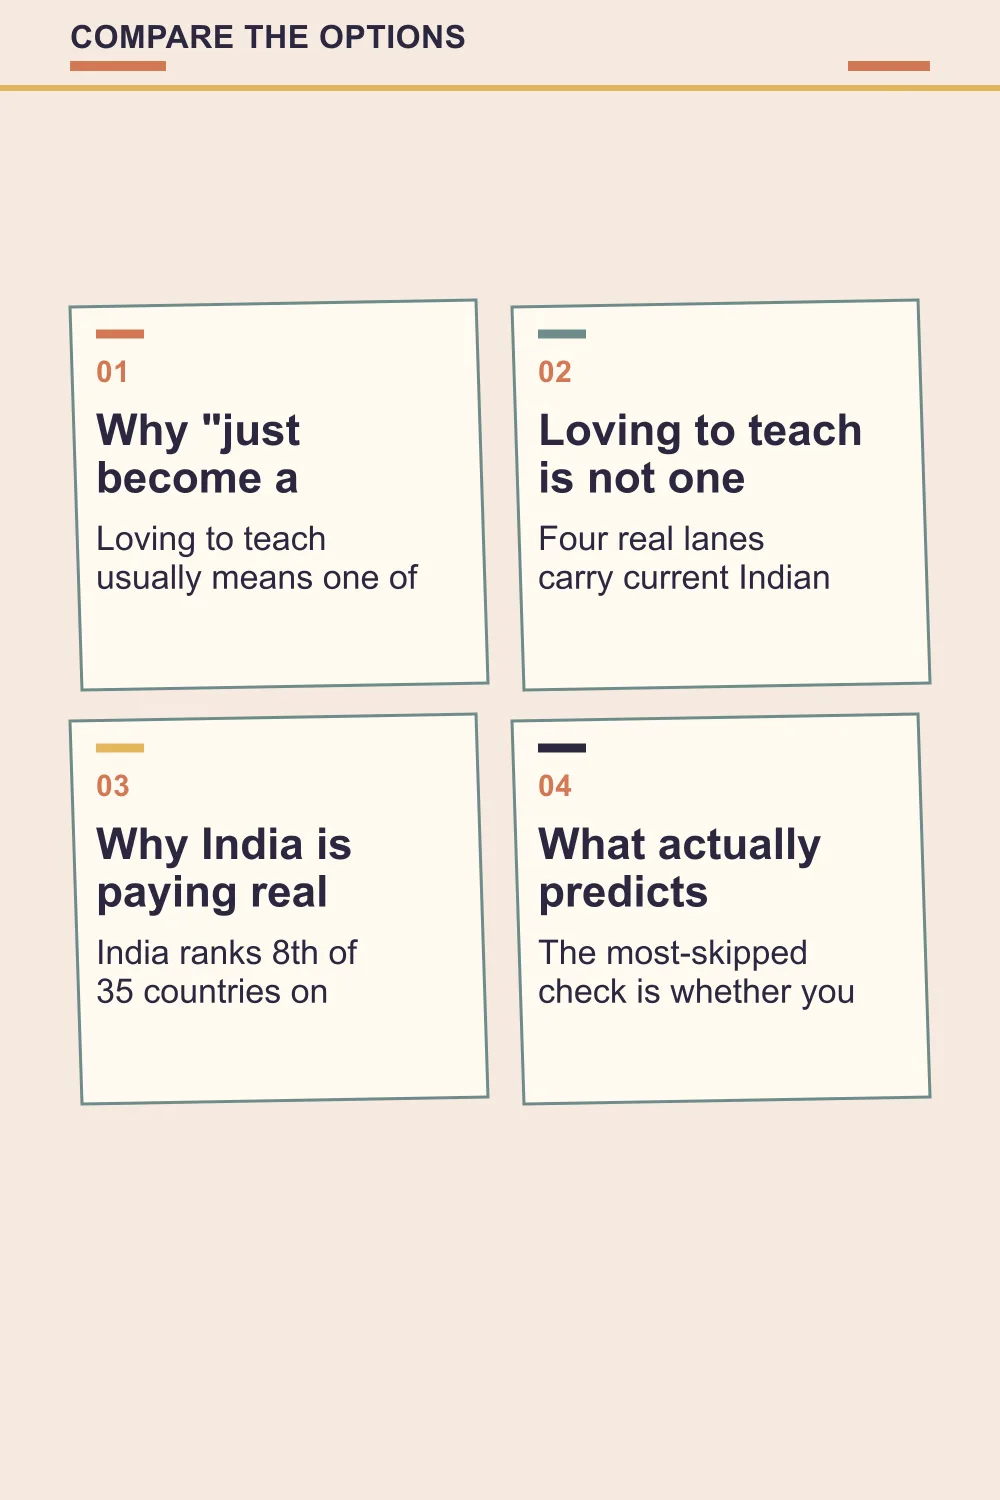 COMPARE THE OPTIONS
01
Why "just
become a
Loving to teach
usually means one of
02
Loving to teach
is not one
Four real lanes
carry current Indian
03
Why India is
paying real
India ranks 8th of
35 countries on
04
What actually
predicts
The most-skipped
check is whether you